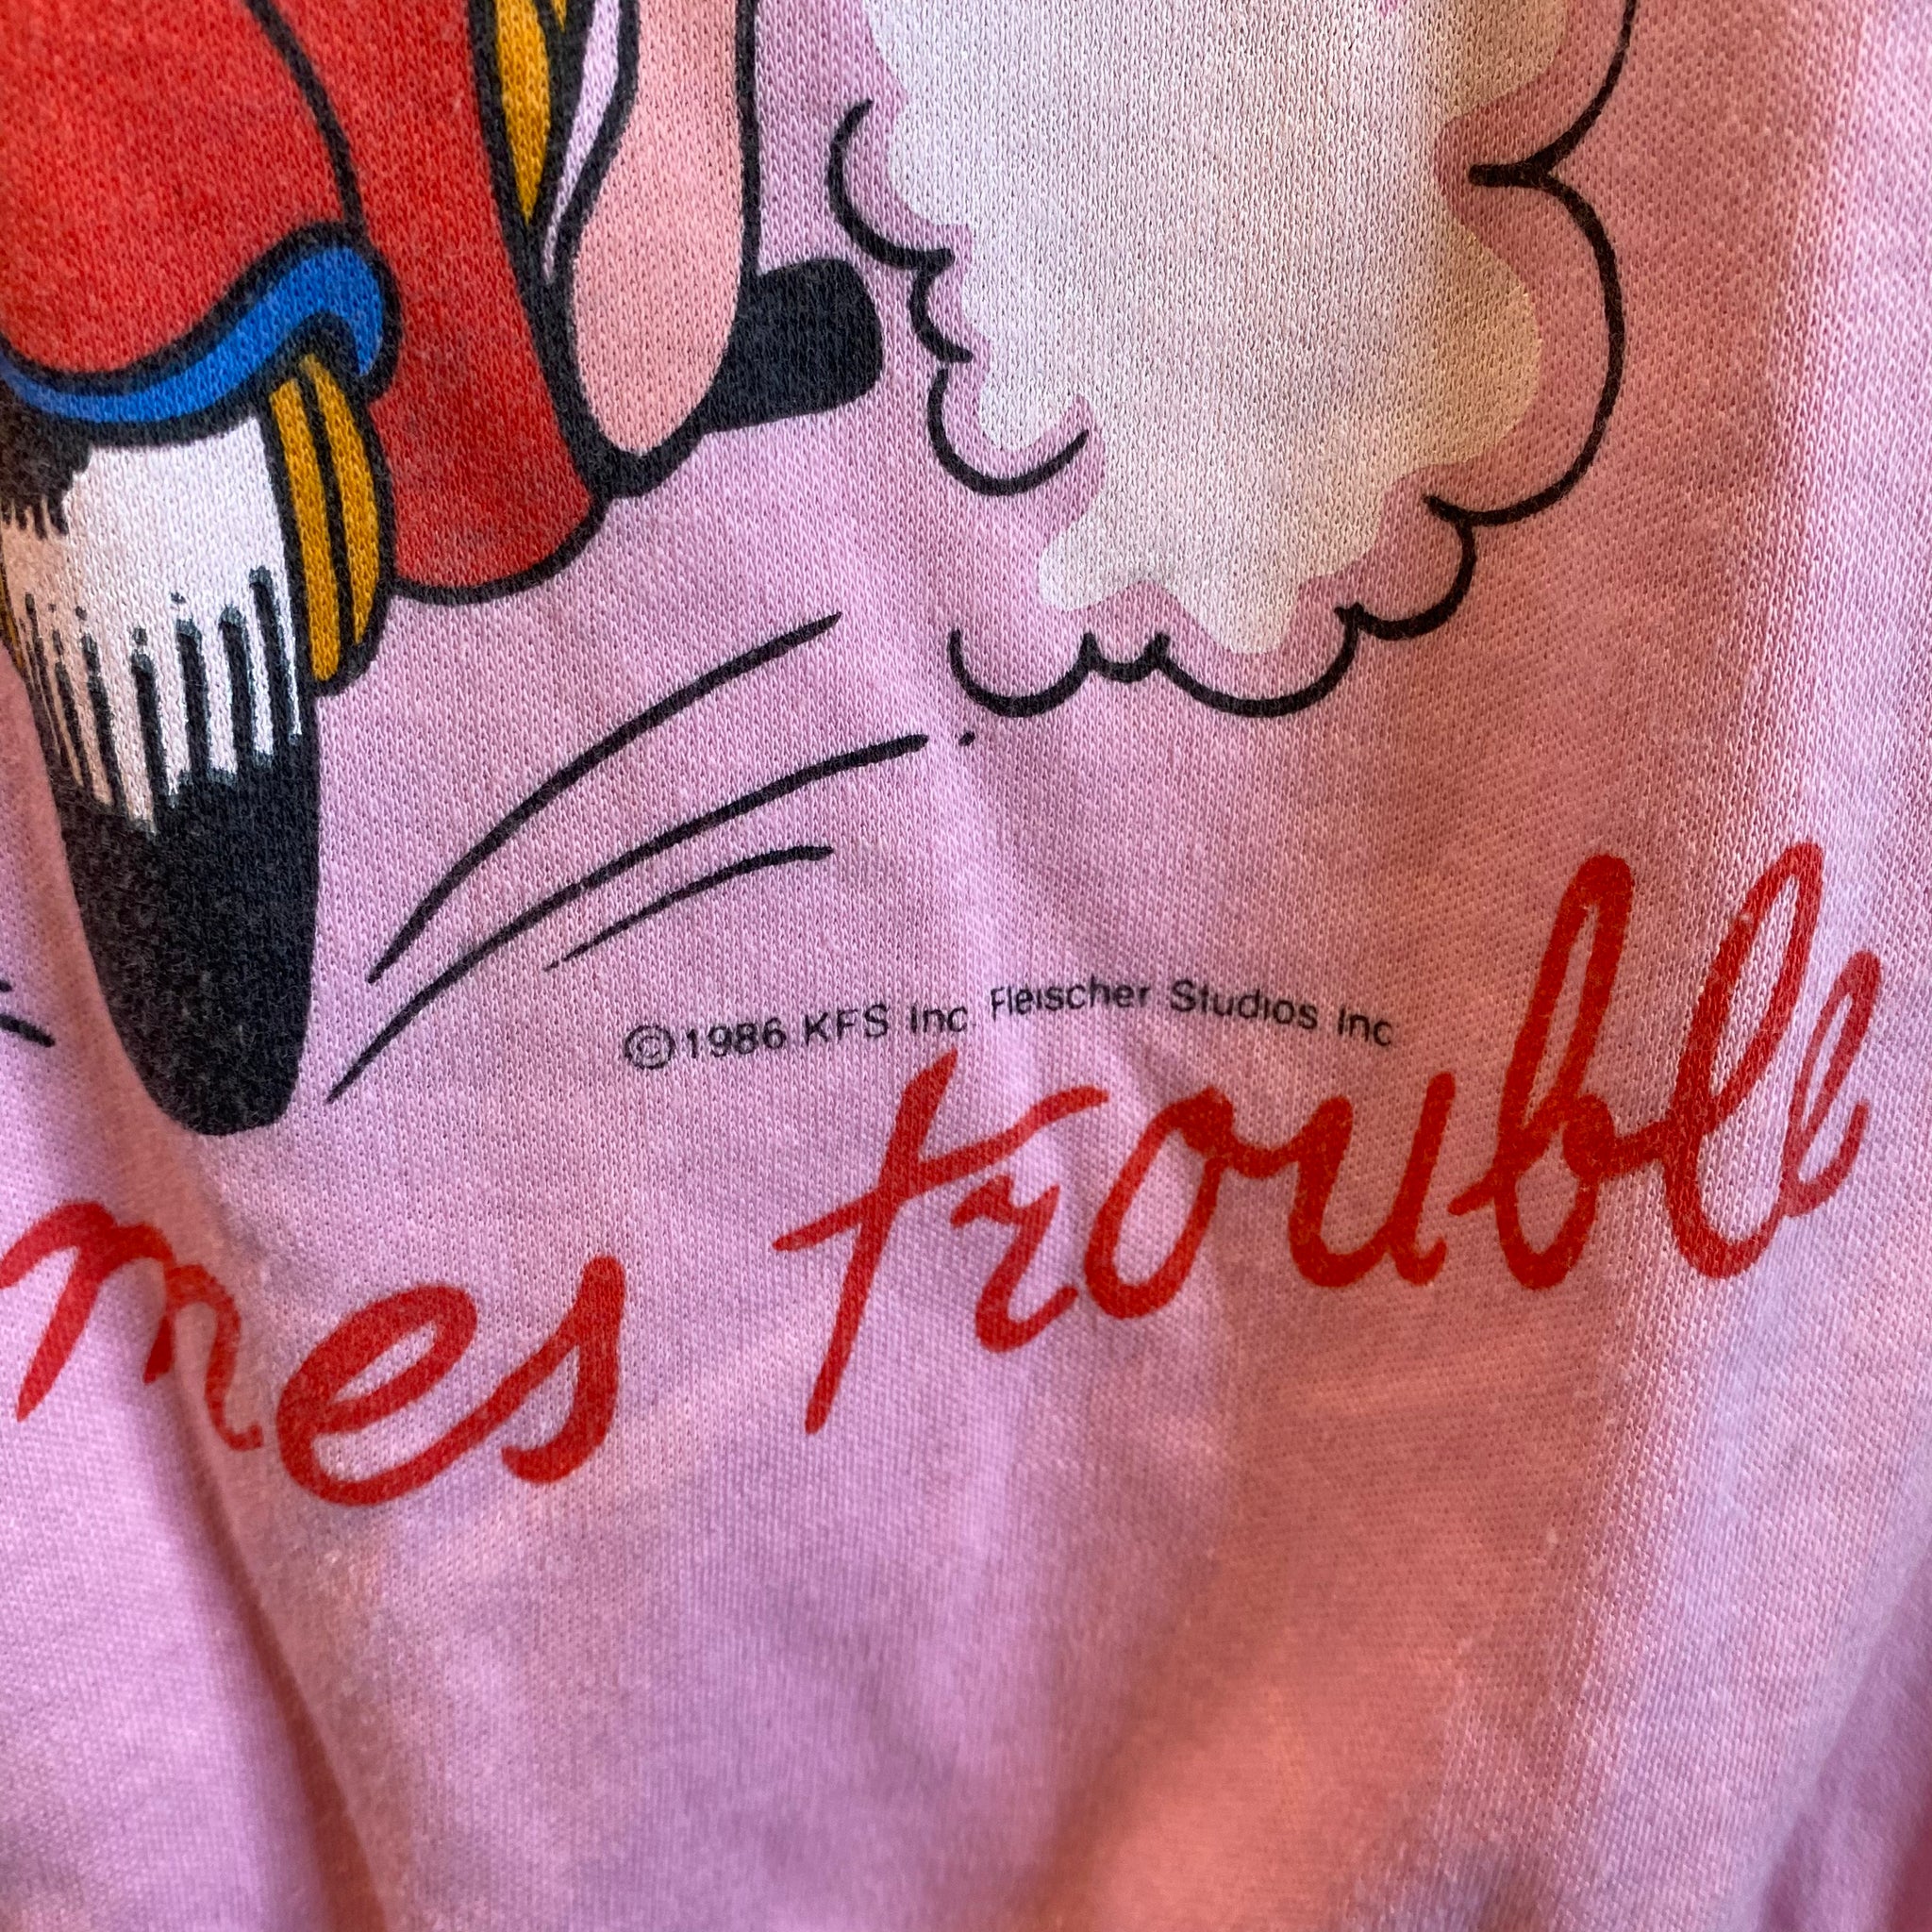 ©1986 KFS Inc Fleischer Studios Inc
mes trouble